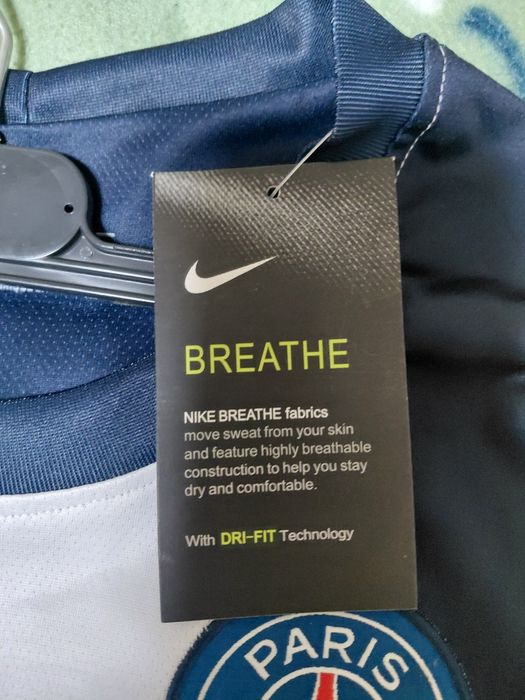 BREATHE
NIKE BREATHE fabrics
move sweat from your skin
and feature highly breathable
construction to help you stay
dry and comfortable.
With DRI-FIT Technology
PARIS